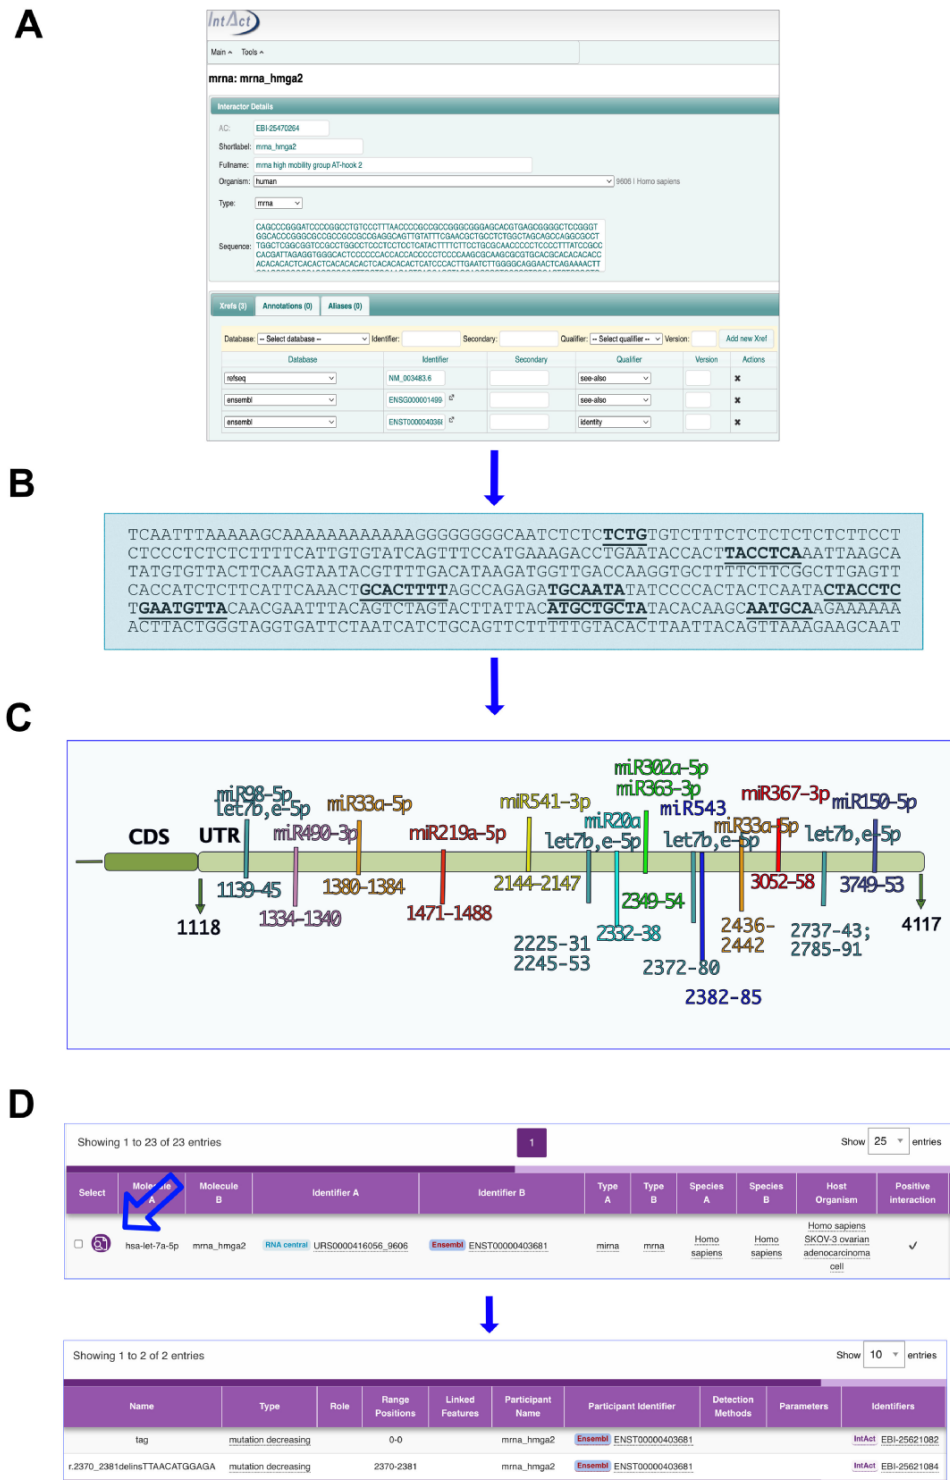 A
IntAct
Main Tools
mrna: mrna_hmga2
Interactor Details
AC: EBI-25470264
Shortlabel: mrna_hmga2
Fullname: mrna high mobility group AT-hook 2
Organism: human 9606 | Homo sapiens
Type: mrna
Sequence:
CAGCCCGGGATCCCCGGCCTGTCCCTTTAACCCCGCCGCCGGGCGGGAGCACGTGAGCGGGGCTCCGGGT
GGCACCCGGGCGCCGCCGCCGCCGCCGAGGCAGTTGTATTTCGAACGCTGCCTCTGGCTAGCAGCCAGGCGCCT
TGGCTCGGCGGTCCGCCTGGCCTCCCTCCTCCTCATACTTTTCTTCCTGCGCAACCCCCTCCCCTTTATCCGCC
CACGATTAGAGGTGGGCACTCCCCCCACCACCACCCCCTCCCCAAGCGCAAGCGCGTGCACGCACACACACC
ACACACACTCACACTCACACACACACTCACACACACTCATCCCACTTGAATCTTGGGGCAGGAACTCAGAAAACTT
Xrefs (3) Annotations (0) Aliases (0)
Database: -- Select database -- Identifier: Secondary: Qualifier: -- Select qualifier -- Version: Add new Xref
Database Identifier Secondary Qualifier Version Actions
refseq NM_003483.6 see-also
ensembl ENSG000001499 see-also
ensembl ENST00000403681 identity
B
TCAATTTAAAAAGCAAAAAAAAAAAAGGGGGGGGCAATCTCTCTCTGTGTCTTTCTCTCTCTCTCTTCCT
CTCCCTCTCTCTTTTCATTGTGTATCAGTTTCCATGAAAGACCTGAATACCACTTACCTCAAATTAAGCA
TATGTGTTACTTCAAGTAATACGTTTTGACATAAGATGGTTGACCAAGGTGCTTTTCTTCGGCTTGAGTT
CACCATCTCTTCATTCAAACTGCACTTTTTAGCCAGAGATGCAATATATCCCCACTACTCAATACTACCTC
TGAATGTTACAACGAATTTACAGTCTAGTACTTATTACATGCTGCTATACACAAGCAATGCAAGAAAAAA
ACTTACTGGGTAGGTGATTCTAATCATCTGCAGTTCTTTTTGTACACTTAATTACAGTTAAAGAAGCAAT
C
miR302a-5p
miR98-5p miR363-3p miR367-3p
let7b,e-5p miR33a-5p miR541-3p miR20a miR543 miR150-5p
CDS UTR miR490-3p miR219a-5p let7b,e-5p let7b,e-5p miR33a-5p let7b,e-5p
1139-45 1380-1384 2144-2147 3052-58 3749-53
1118 1334-1340 1471-1488 2349-54 4117
2225-31 2332-38 2436-2442 2737-43;
2245-53 2372-80 2785-91
2382-85
D
Showing 1 to 23 of 23 entries 1 Show 25 entries
Select Molecule A Molecule B Identifier A Identifier B Type A Type B Species A Species B Host Organism Positive interaction
hsa-let-7a-5p mrna_hmga2 RNA central URS0000416056_9606 Ensembl ENST00000403681 mirna mrna Homo sapiens Homo sapiens Homo sapiens SKOV-3 ovarian adenocarcinoma cell
Showing 1 to 2 of 2 entries Show 10 entries
Name Type Role Range Positions Linked Features Participant Name Participant Identifier Detection Methods Parameters Identifiers
tag mutation decreasing 0-0 mrna_hmga2 Ensembl ENST00000403681 IntAct EBI-25621082
r.2370_2381delinsTTAACATGGAGA mutation decreasing 2370-2381 mrna_hmga2 Ensembl ENST00000403681 IntAct EBI-25621084